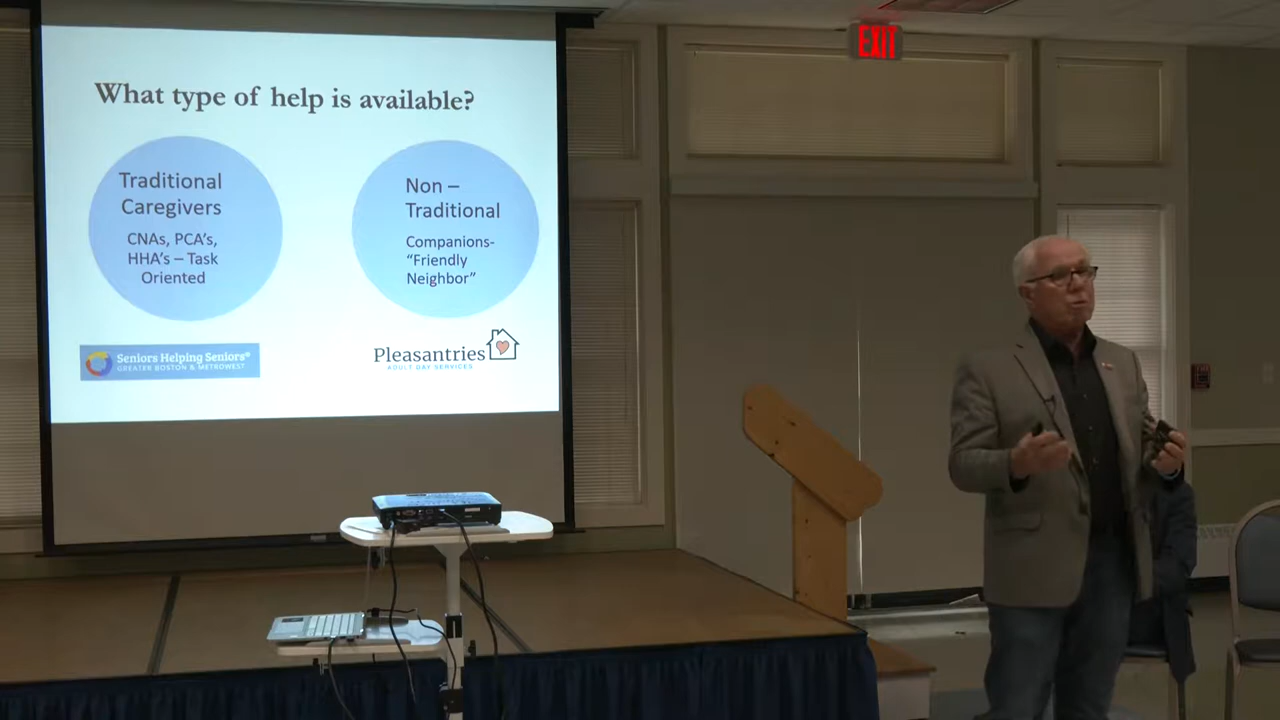 EXIT
What type of help is available?
Traditional
Caregivers
CNAs, PCA's,
HHA's – Task
Oriented
Non –
Traditional
Companions-
"Friendly
Neighbor"
Seniors Helping Seniors®
GREATER BOSTON & METROWEST
Pleasantries
ADULT DAY SERVICES